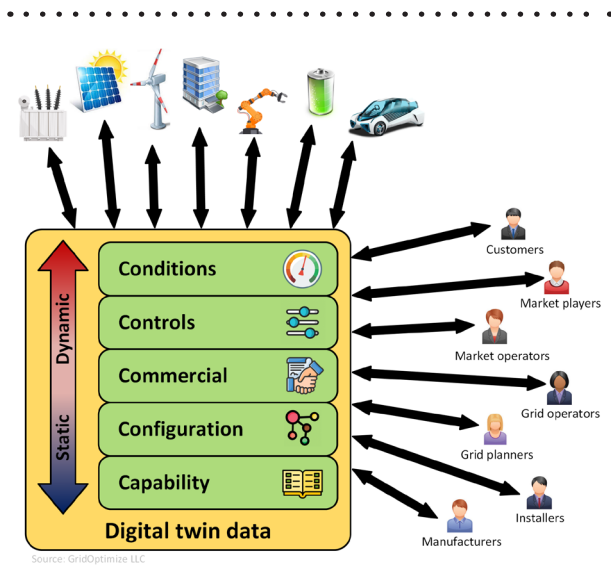 Conditions
Controls
Commercial
Configuration
Capability
Dynamic
Static
Digital twin data
Customers
Market players
Market operators
Grid operators
Grid planners
Installers
Manufacturers
Source: GridOptimize LLC